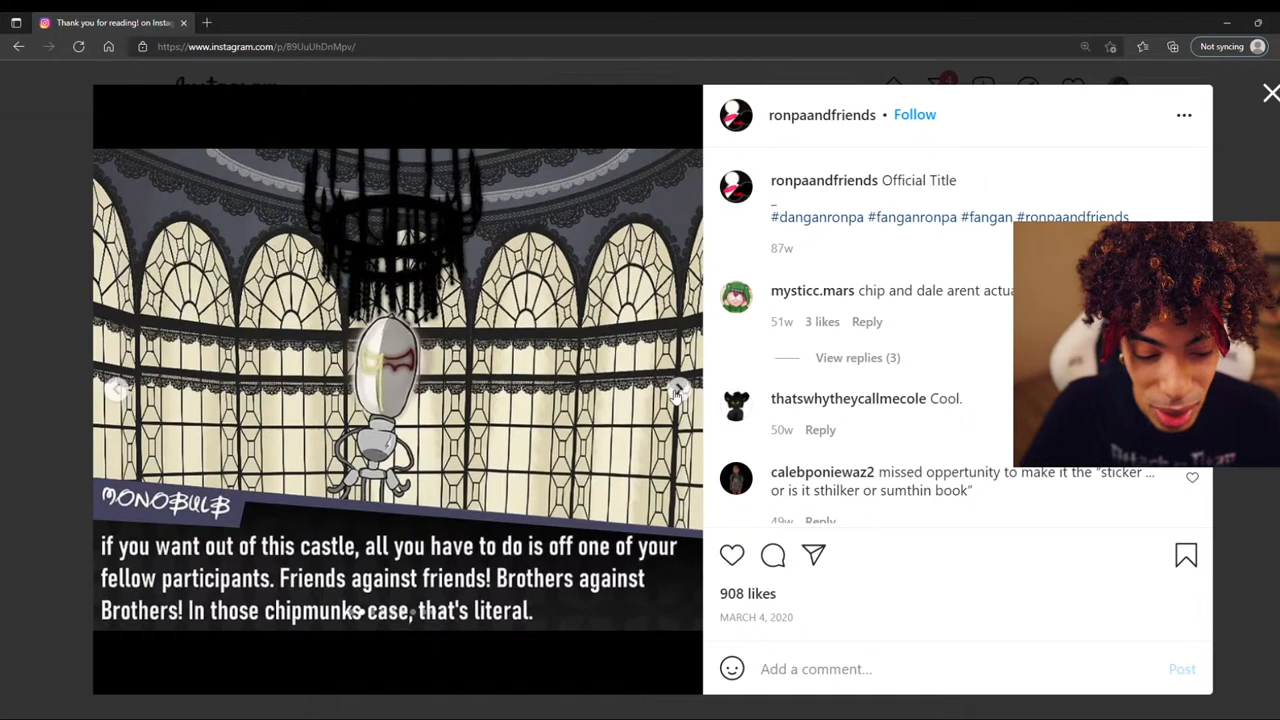 Thank you for reading! on Insta
Not syncing
https://www.instagram.com/p/B9UuUhDnMpv/
Instagram
4
ronpaandfriends • Follow
ronpaandfriends Official Title
_
#danganronpa #fanganronpa #fangan #ronpaandfriends
87w
mysticc.mars chip and dale arent actu
51w 3 likes Reply
View replies (3)
thatswhytheycallmecole Cool.
50w Reply
calebponiewaz2 missed oppertunity to make it the "sticker ...
or is it sthilker or sumthin book"
49w Reply
MONOBULB
if you want out of this castle, all you have to do is off one of your
fellow participants. Friends against friends! Brothers against
Brothers! In those chipmunks case, that's literal.
908 likes
MARCH 4, 2020
Add a comment...
Post